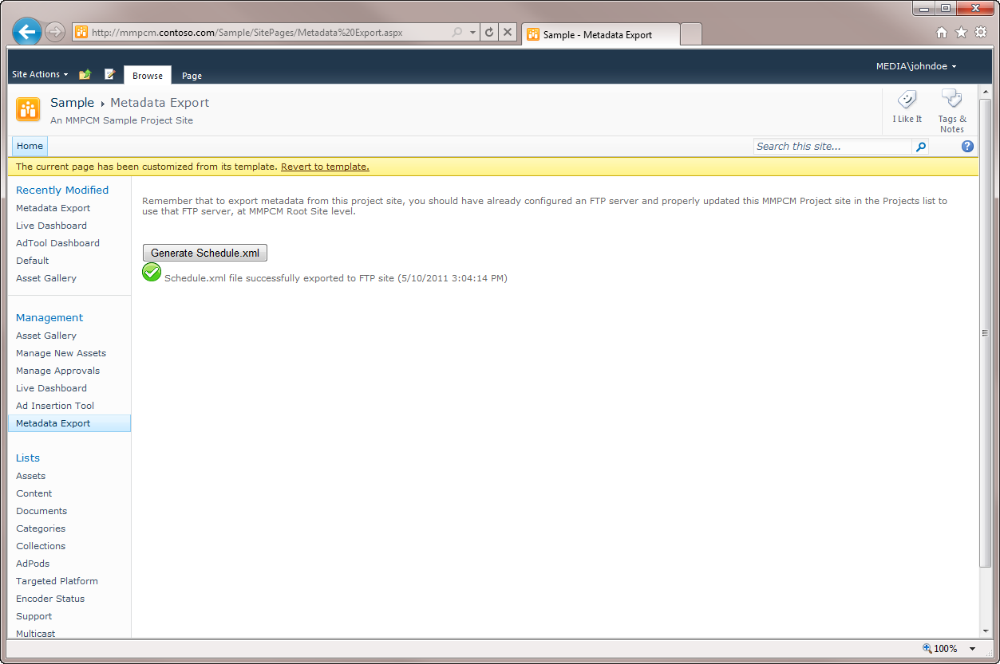 http://mmpcm.contoso.com/Sample/SitePages/Metadata%20Export.aspx
Sample - Metadata Export
Site Actions
Browse
Page
MEDIA\johndoe
Sample ▸ Metadata Export
An MMPCM Sample Project Site
I Like It
Tags &
Notes
Home
Search this site...
The current page has been customized from its template. Revert to template.
Recently Modified
Metadata Export
Live Dashboard
AdTool Dashboard
Default
Asset Gallery
Management
Asset Gallery
Manage New Assets
Manage Approvals
Live Dashboard
Ad Insertion Tool
Metadata Export
Lists
Assets
Content
Documents
Categories
Collections
AdPods
Targeted Platform
Encoder Status
Support
Multicast
Remember that to export metadata from this project site, you should have already configured an FTP server and properly updated this MMPCM Project site in the Projects list to
use that FTP server, at MMPCM Root Site level.
Generate Schedule.xml
Schedule.xml file successfully exported to FTP site (5/10/2011 3:04:14 PM)
100%